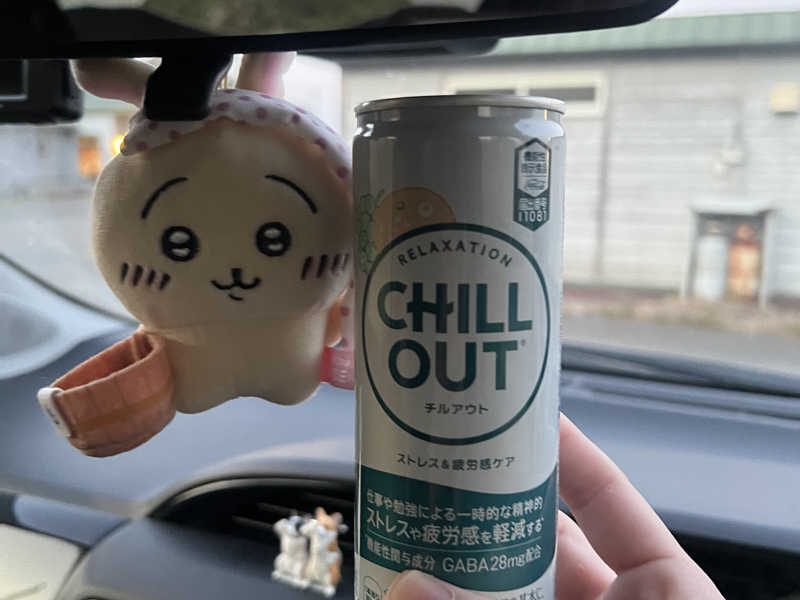 機能性
表示食品
届出番号
I1081
RELAXATION
CHILL
OUT
チルアウト
ストレス&疲労感ケア
仕事や勉強による一時的な精神的
ストレスや疲労感を軽減する
機能性関与成分 GABA28mg配合